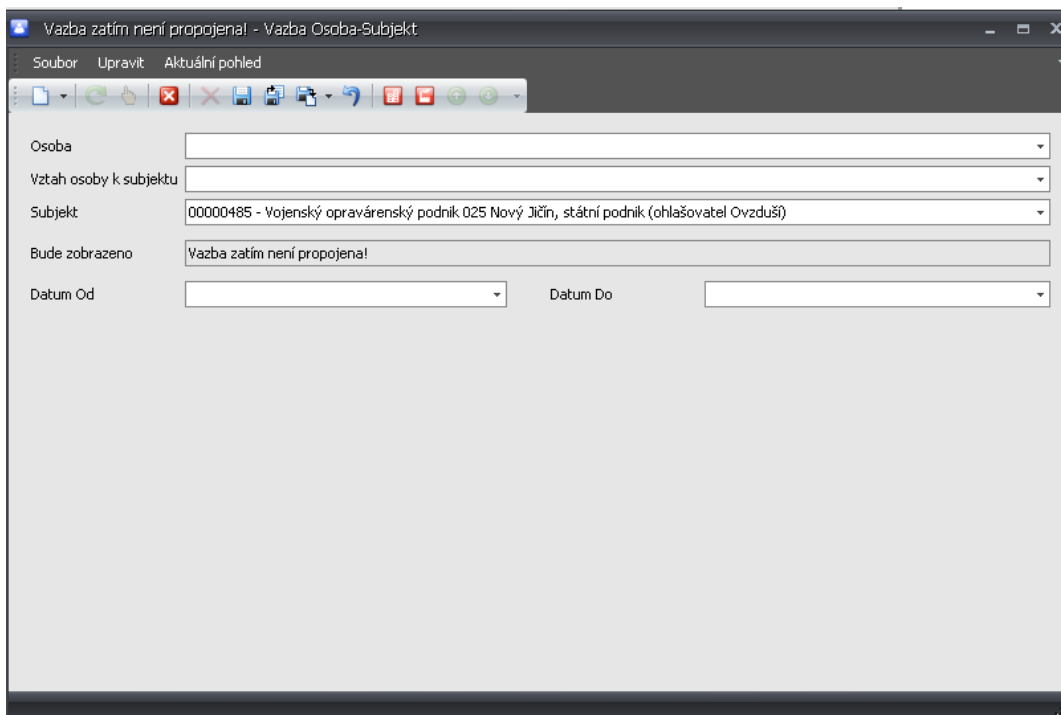 Vazba zatím není propojena! - Vazba Osoba-Subjekt
Soubor Upravit Aktuální pohled
Osoba
Vztah osoby k subjektu
Subjekt 00000485 - Vojenský opravárenský podnik 025 Nový Jičín, státní podnik (ohlašovatel Ovzduší)
Bude zobrazeno Vazba zatím není propojena!
Datum Od Datum Do